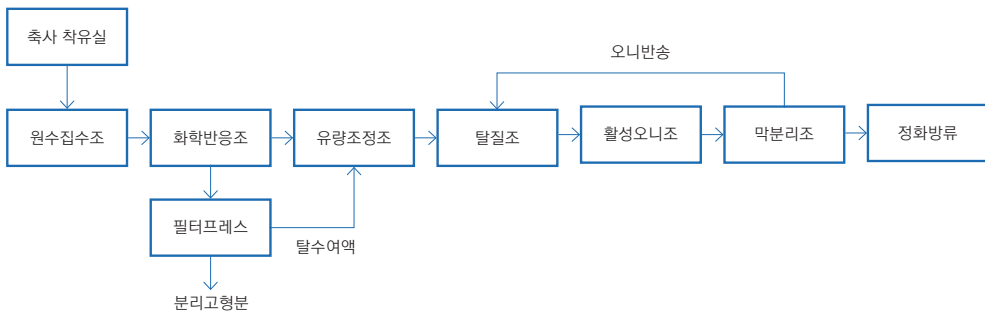 축사 착유실
오니반송
원수집수조
화학반응조
유량조정조
탈질조
활성오니조
막분리조
정화방류
필터프레스
탈수여액
분리고형분